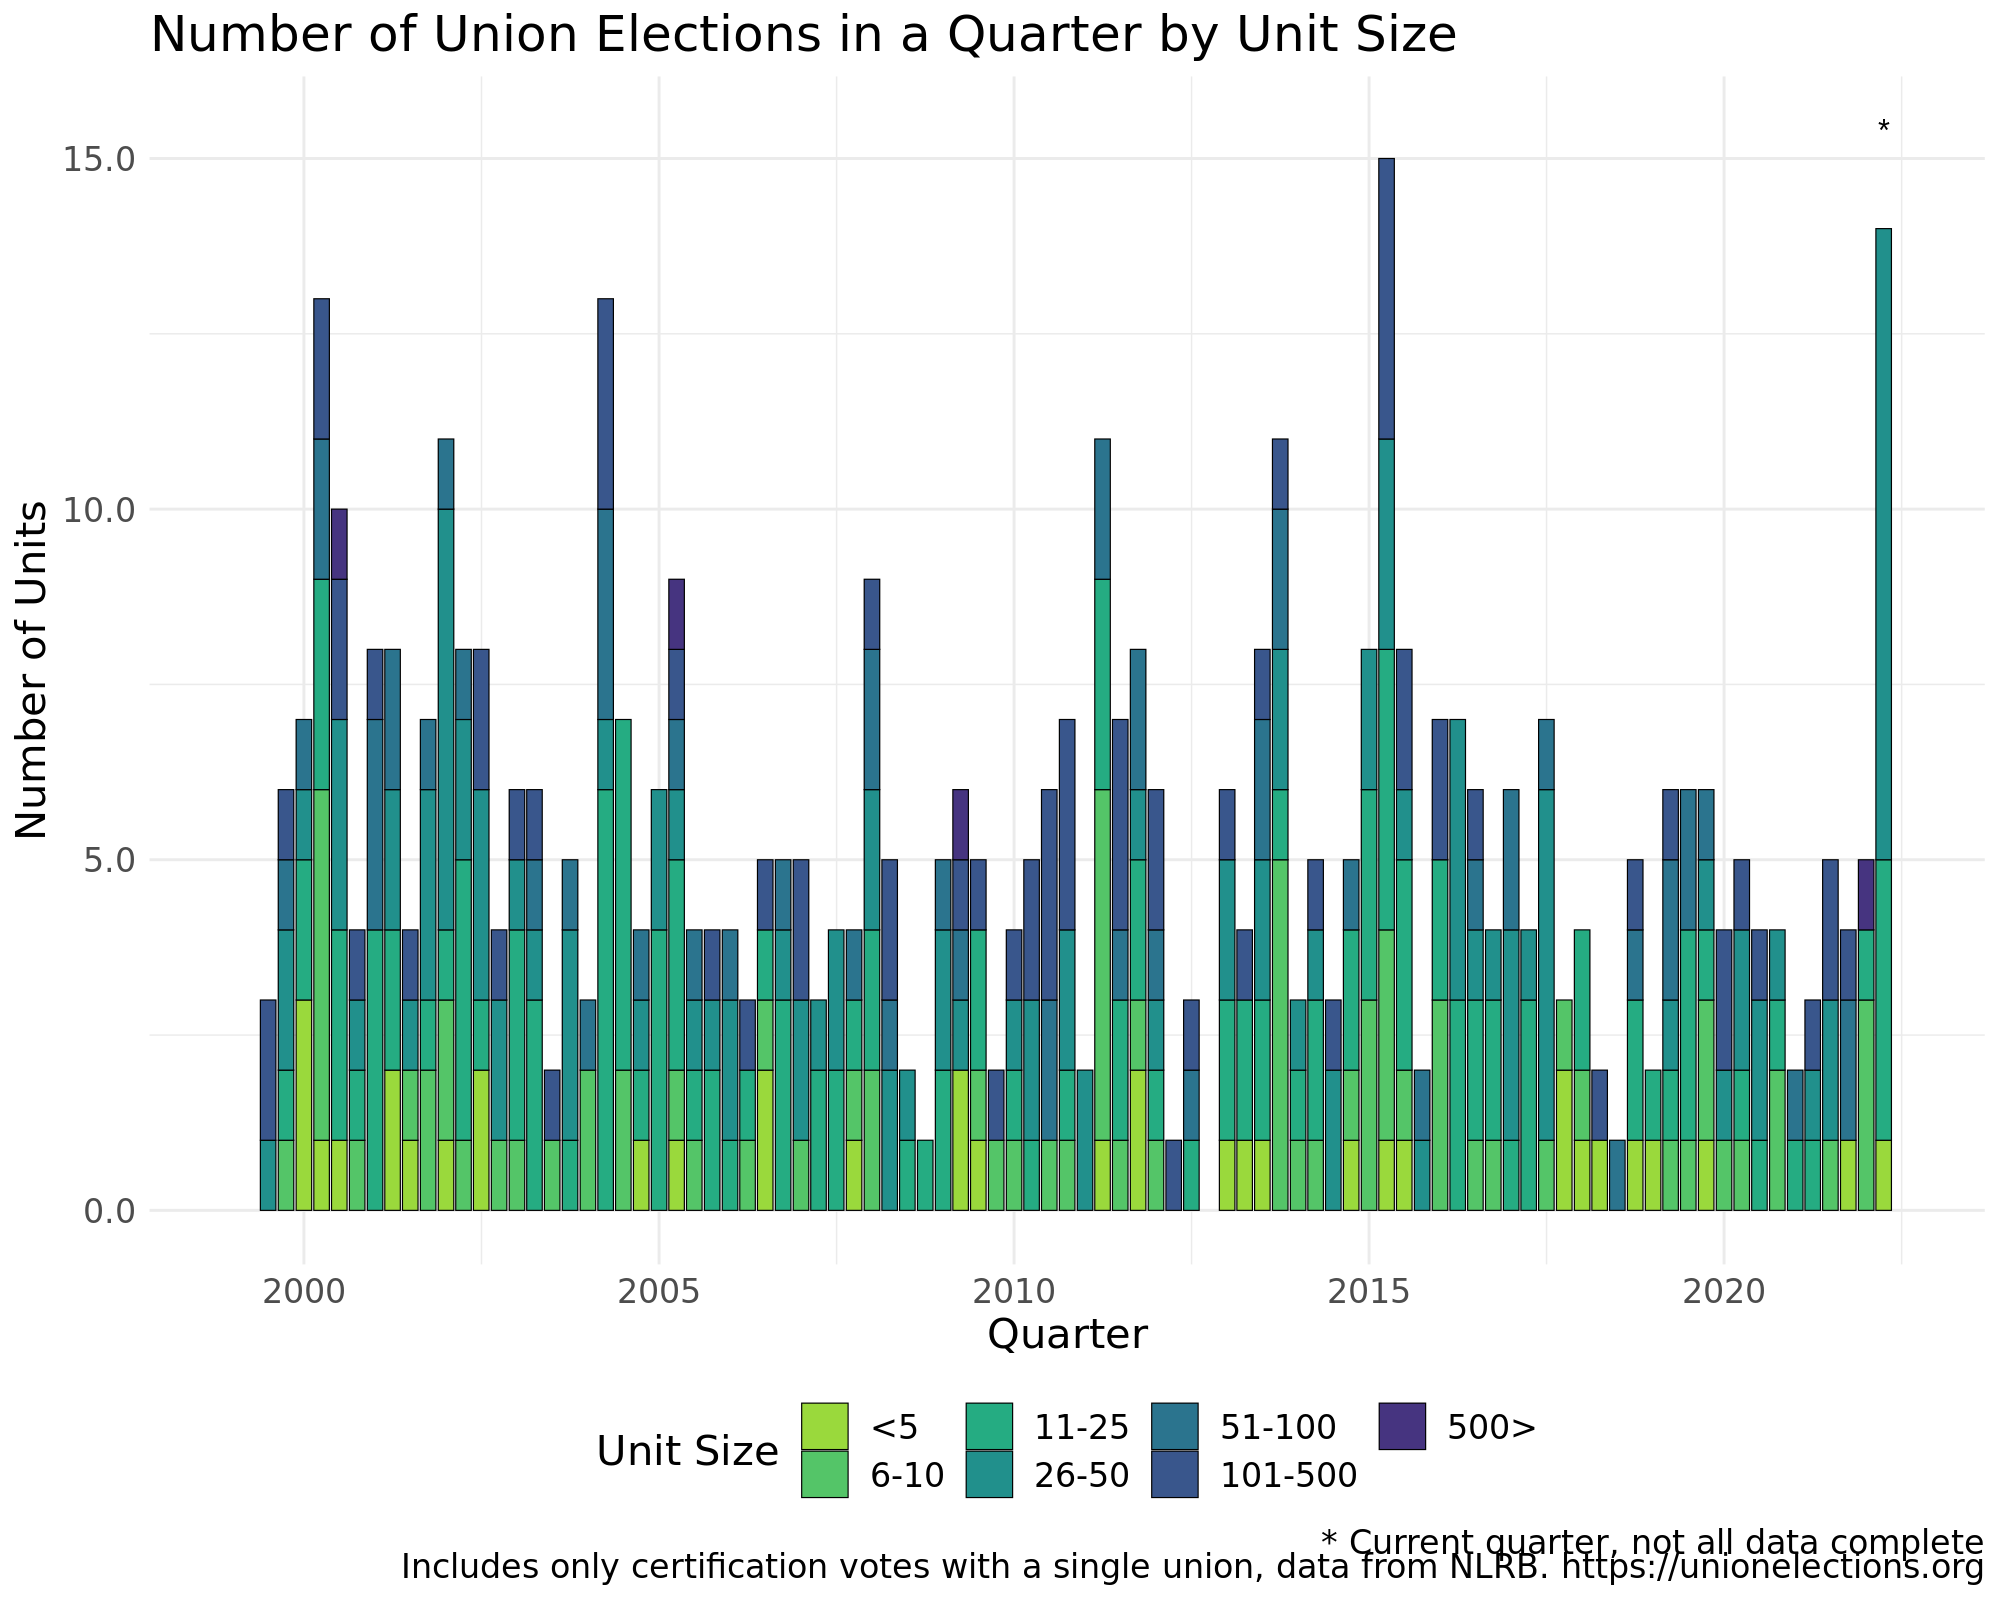 Number of Union Elections in a Quarter by Unit Size
*
15.0
10.0
5.0
0.0
Number of Units
2000 2005 2010 2015 2020
Quarter
Unit Size
<5 11-25 51-100 500>
6-10 26-50 101-500
* Current quarter, not all data complete
Includes only certification votes with a single union, data from NLRB. https://unionelections.org